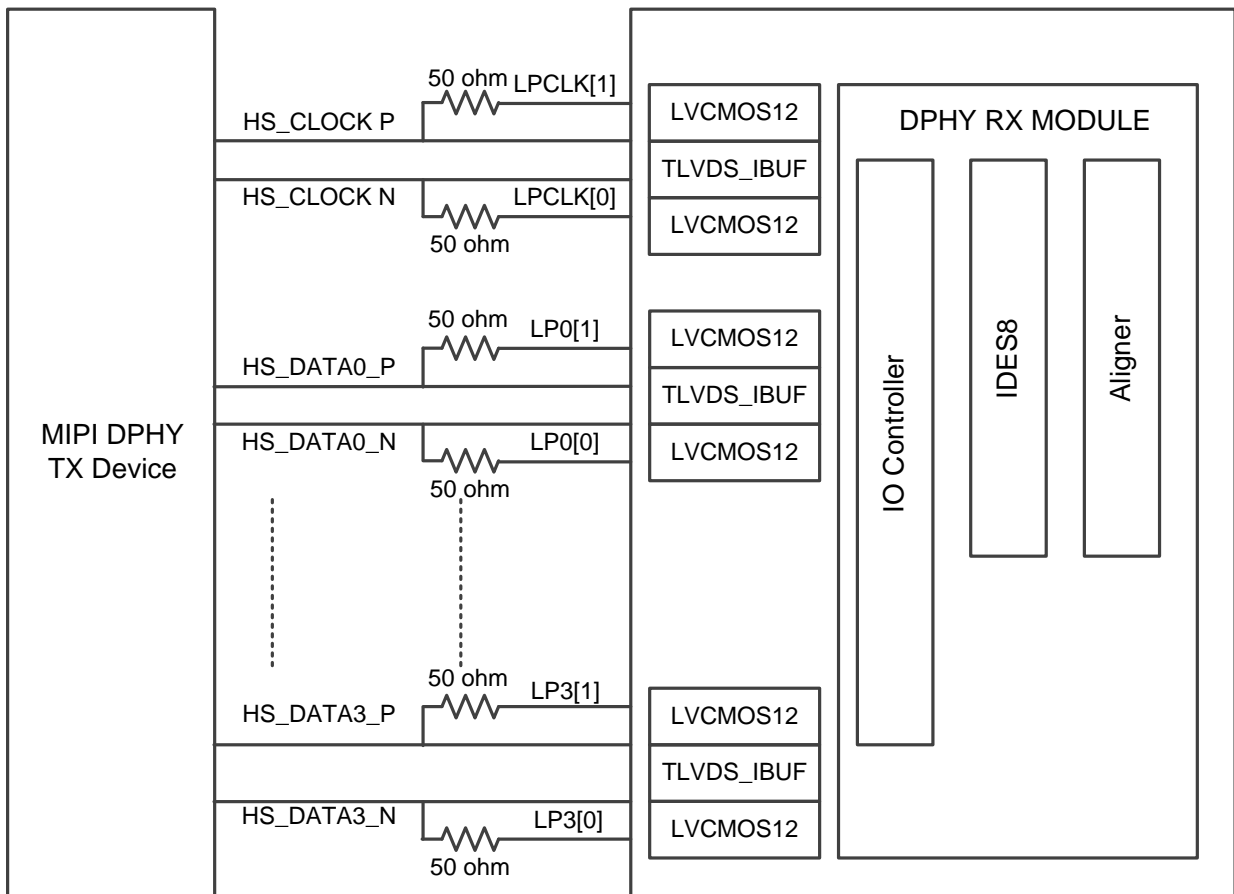 50 ohm
LPCLK[1]
HS_CLOCK P
HS_CLOCK N
LPCLK[0]
50 ohm
LVCMOS12
TLVDS_IBUF
LVCMOS12
50 ohm
LP0[1]
HS_DATA0_P
HS_DATA0_N
LP0[0]
50 ohm
LVCMOS12
TLVDS_IBUF
LVCMOS12
MIPI DPHY
TX Device
50 ohm
LP3[1]
HS_DATA3_P
HS_DATA3_N
LP3[0]
50 ohm
LVCMOS12
TLVDS_IBUF
LVCMOS12
DPHY RX MODULE
IO Controller
IDES8
Aligner